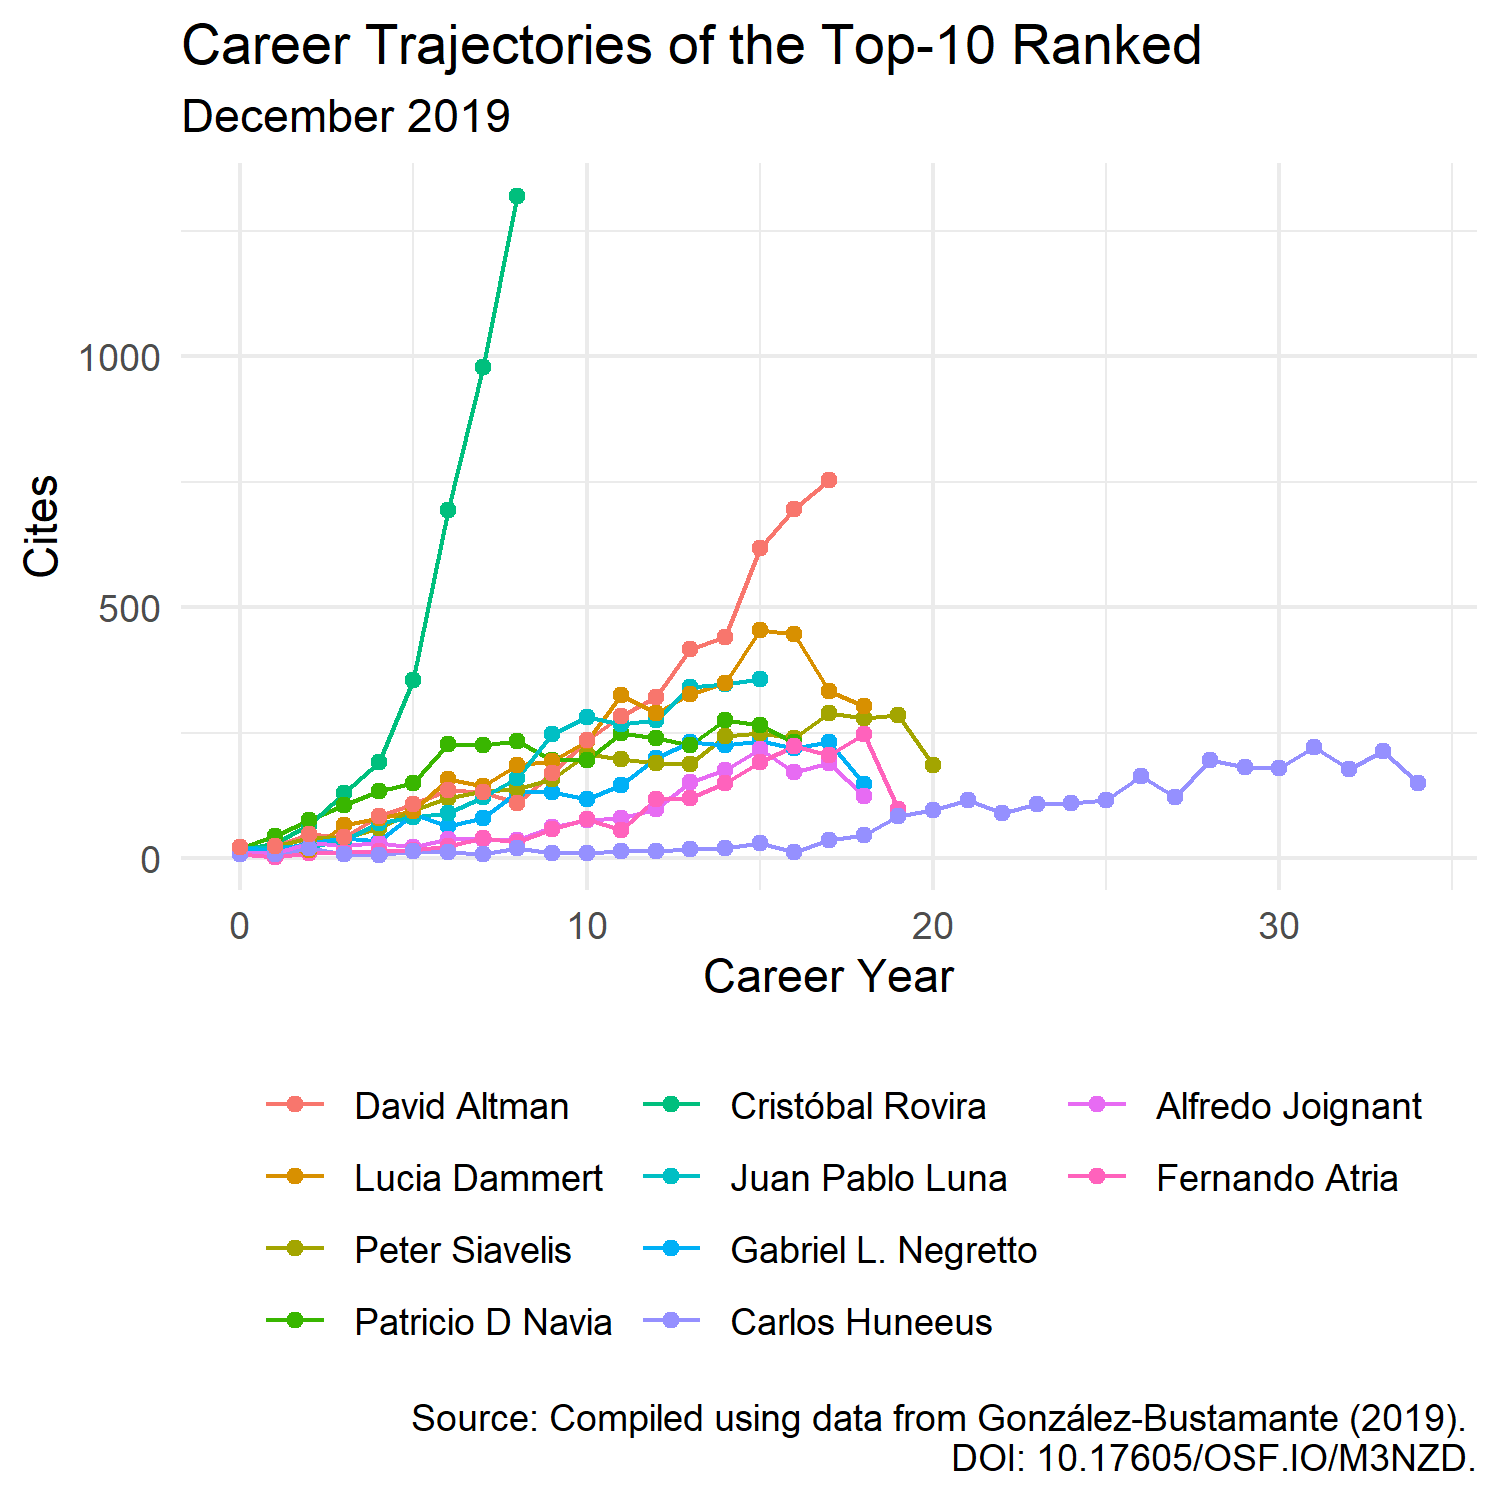 Career Trajectories of the Top-10 Ranked
December 2019
1000
500
0
Cites
0 10 20 30
Career Year
David Altman Cristóbal Rovira Alfredo Joignant
Lucia Dammert Juan Pablo Luna Fernando Atria
Peter Siavelis Gabriel L. Negretto
Patricio D Navia Carlos Huneeus
Source: Compiled using data from González-Bustamante (2019).
DOI: 10.17605/OSF.IO/M3NZD.